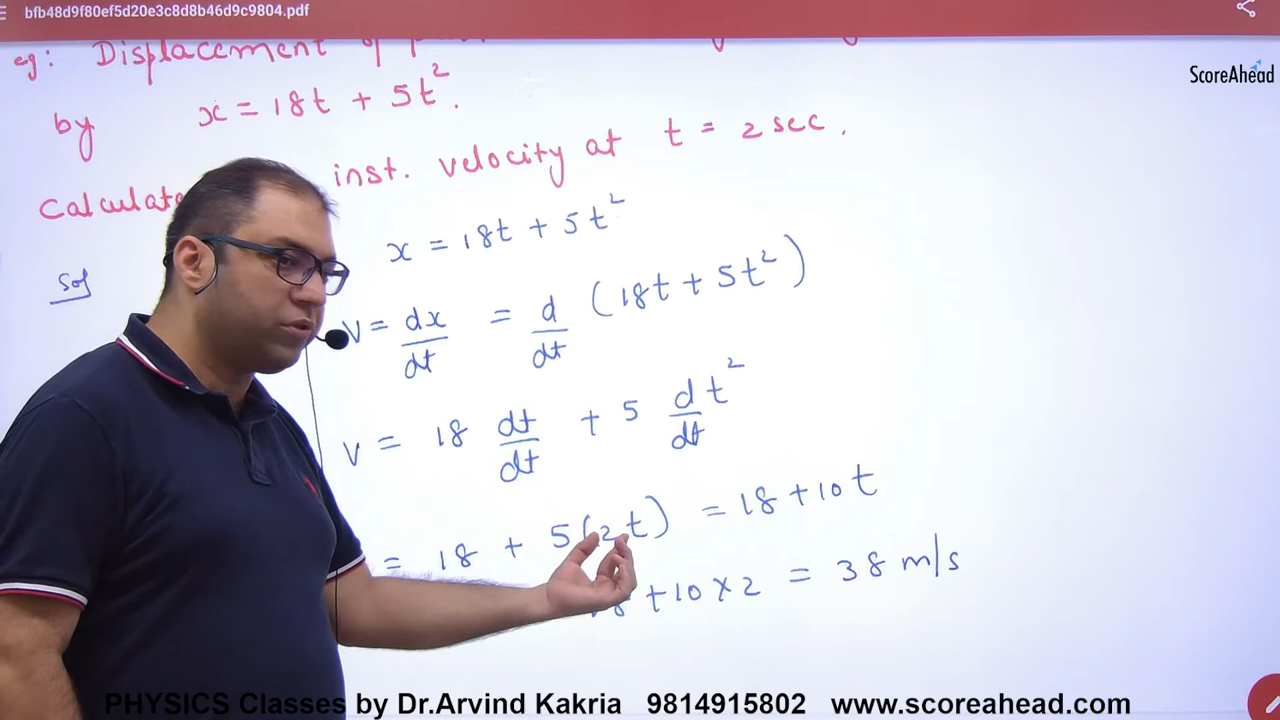 bfb48d9f80ef5d20e3c8d8b46d9c9804.pdf
ScoreAhead
eg: Displacement of
by x = 18t + 5t².
Calculate inst. velocity at t = 2 sec.
Sol
x = 18t + 5t²
V = dx/dt = d/dt (18t + 5t²)
V = 18 dt/dt + 5 d/dt t²
= 18 + 5(2t) = 18 + 10t
18 + 10 × 2 = 38 m/s
PHYSICS Classes by Dr.Arvind Kakria 9814915802 www.scoreahead.com